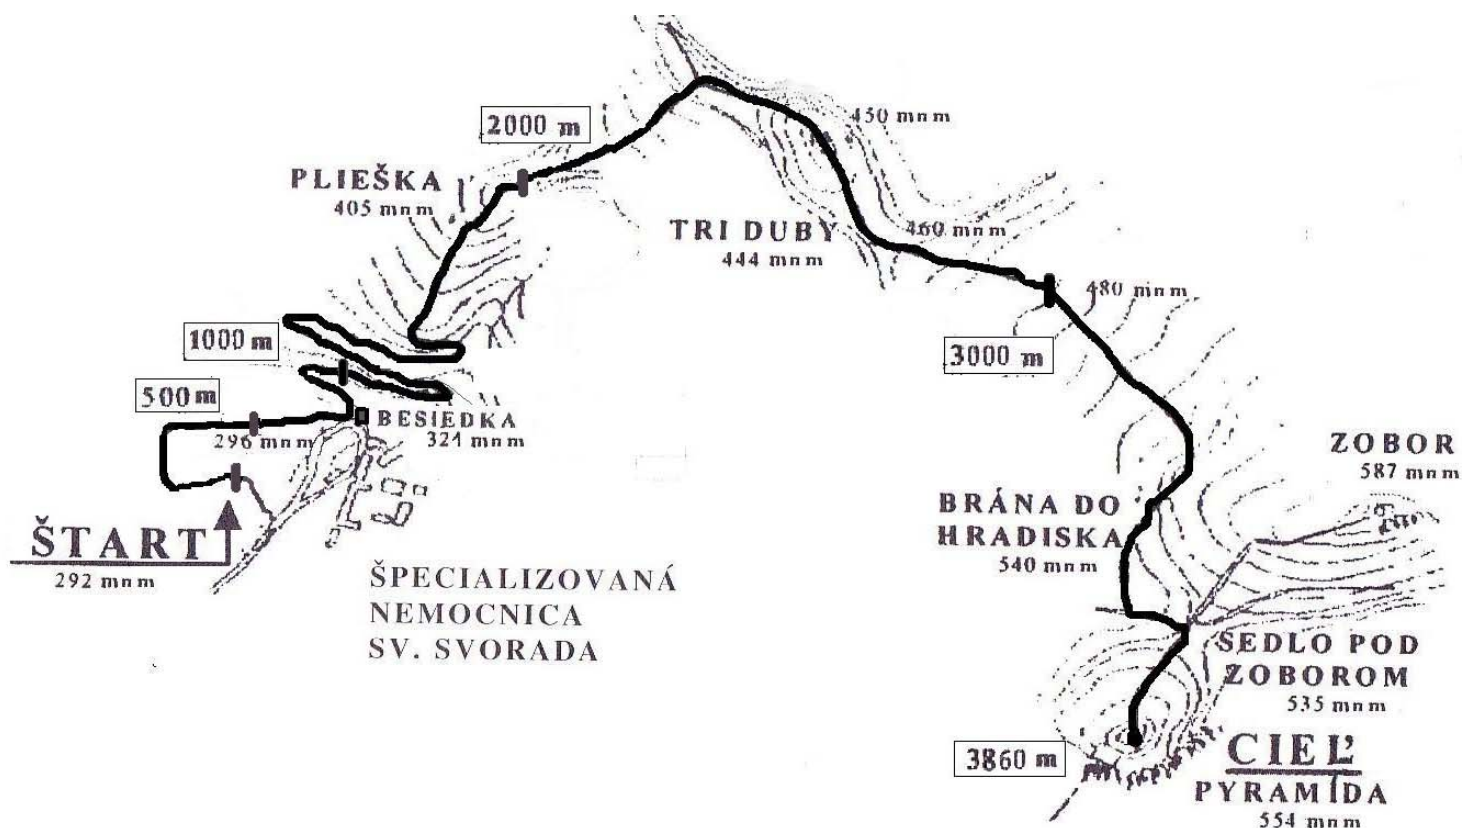 2000 m
450 mnm
PLIEŠKA
405 mnm
TRI DUBY
444 mnm
460 mnm
480 mnm
1000 m
3000 m
500 m
BESIEDKA
321 mnm
296 mnm
ZOBOR
587 mnm
BRÁNA DO
HRADISKA
540 mnm
ŠTART
292 mnm
ŠPECIALIZOVANÁ
NEMOCNICA
SV. SVORADA
SEDLO POD
ZOBOROM
535 mnm
3860 m
CIEĽ
PYRAMÍDA
554 mnm